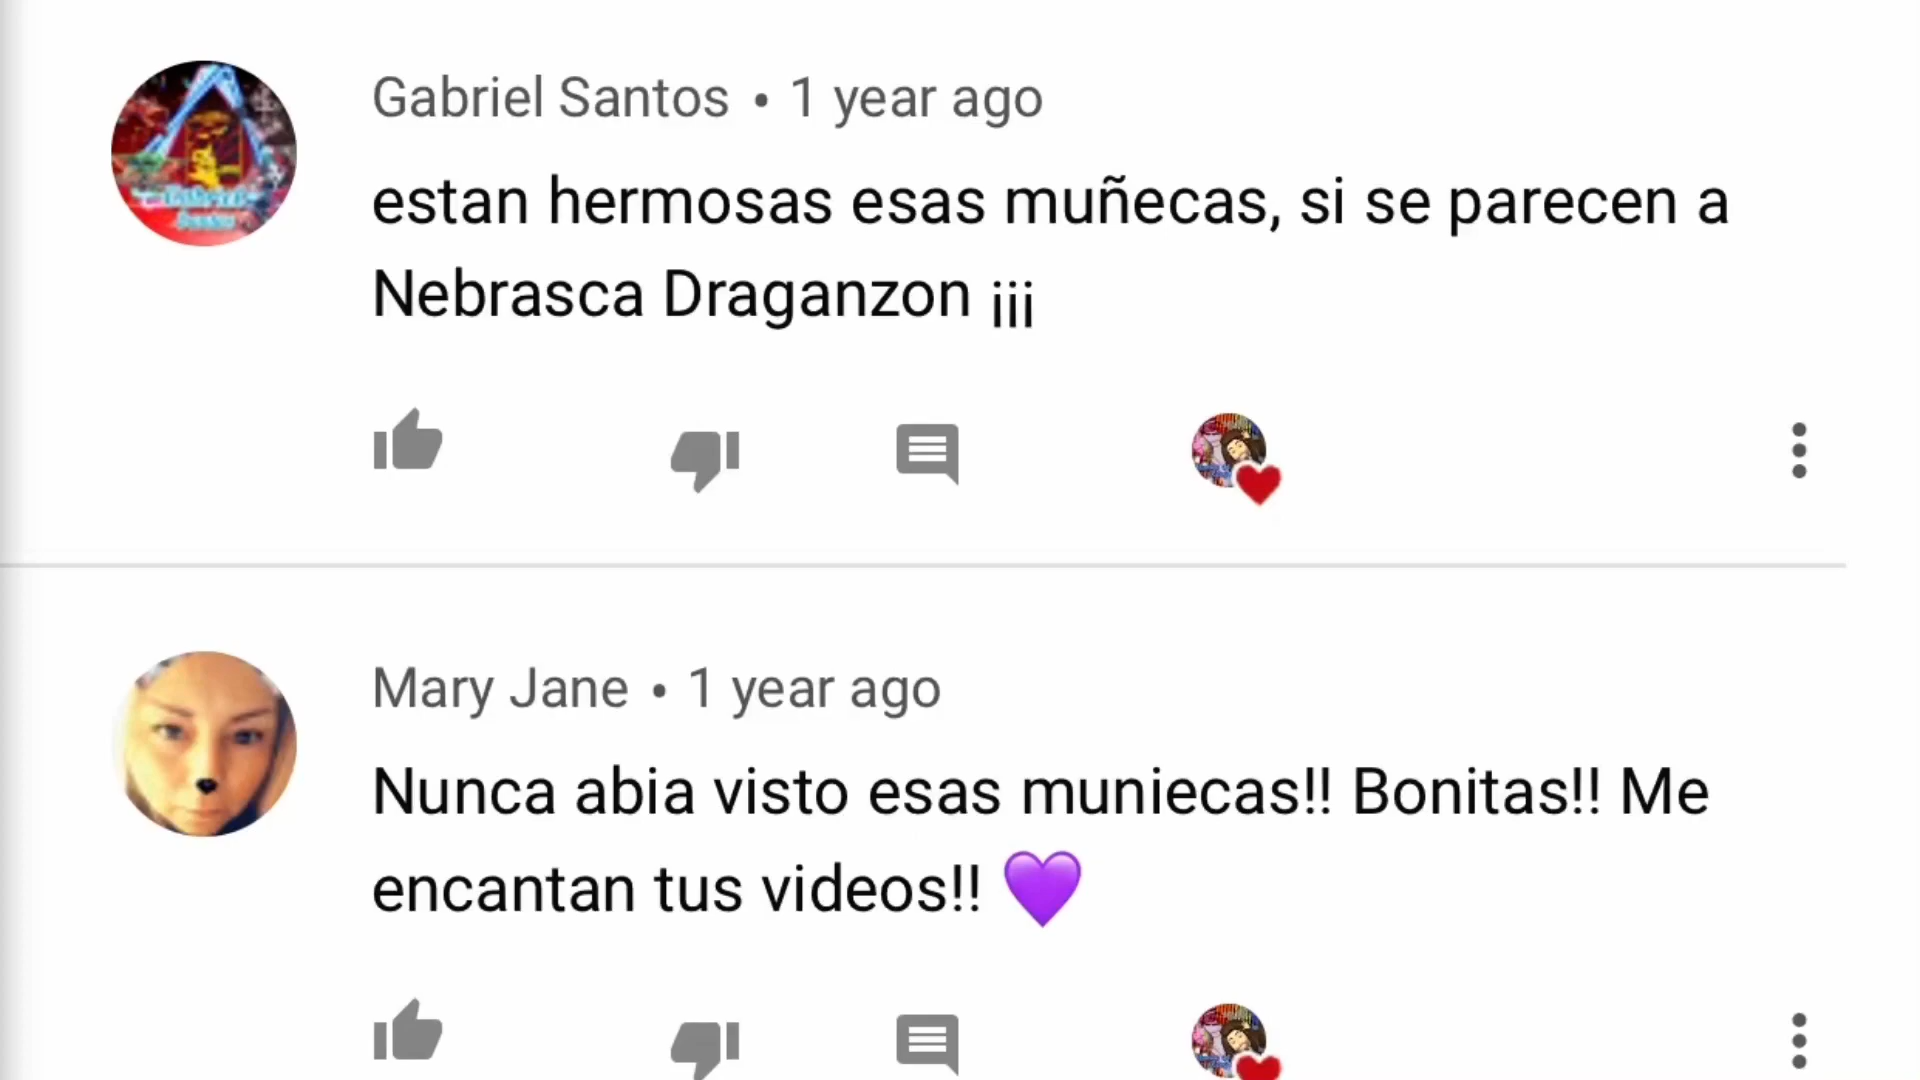 Gabriel Santos • 1 year ago
estan hermosas esas muñecas, si se parecen a
Nebrasca Draganzon ¡¡¡
Mary Jane • 1 year ago
Nunca abia visto esas muniecas!! Bonitas!! Me
encantan tus videos!! 💜